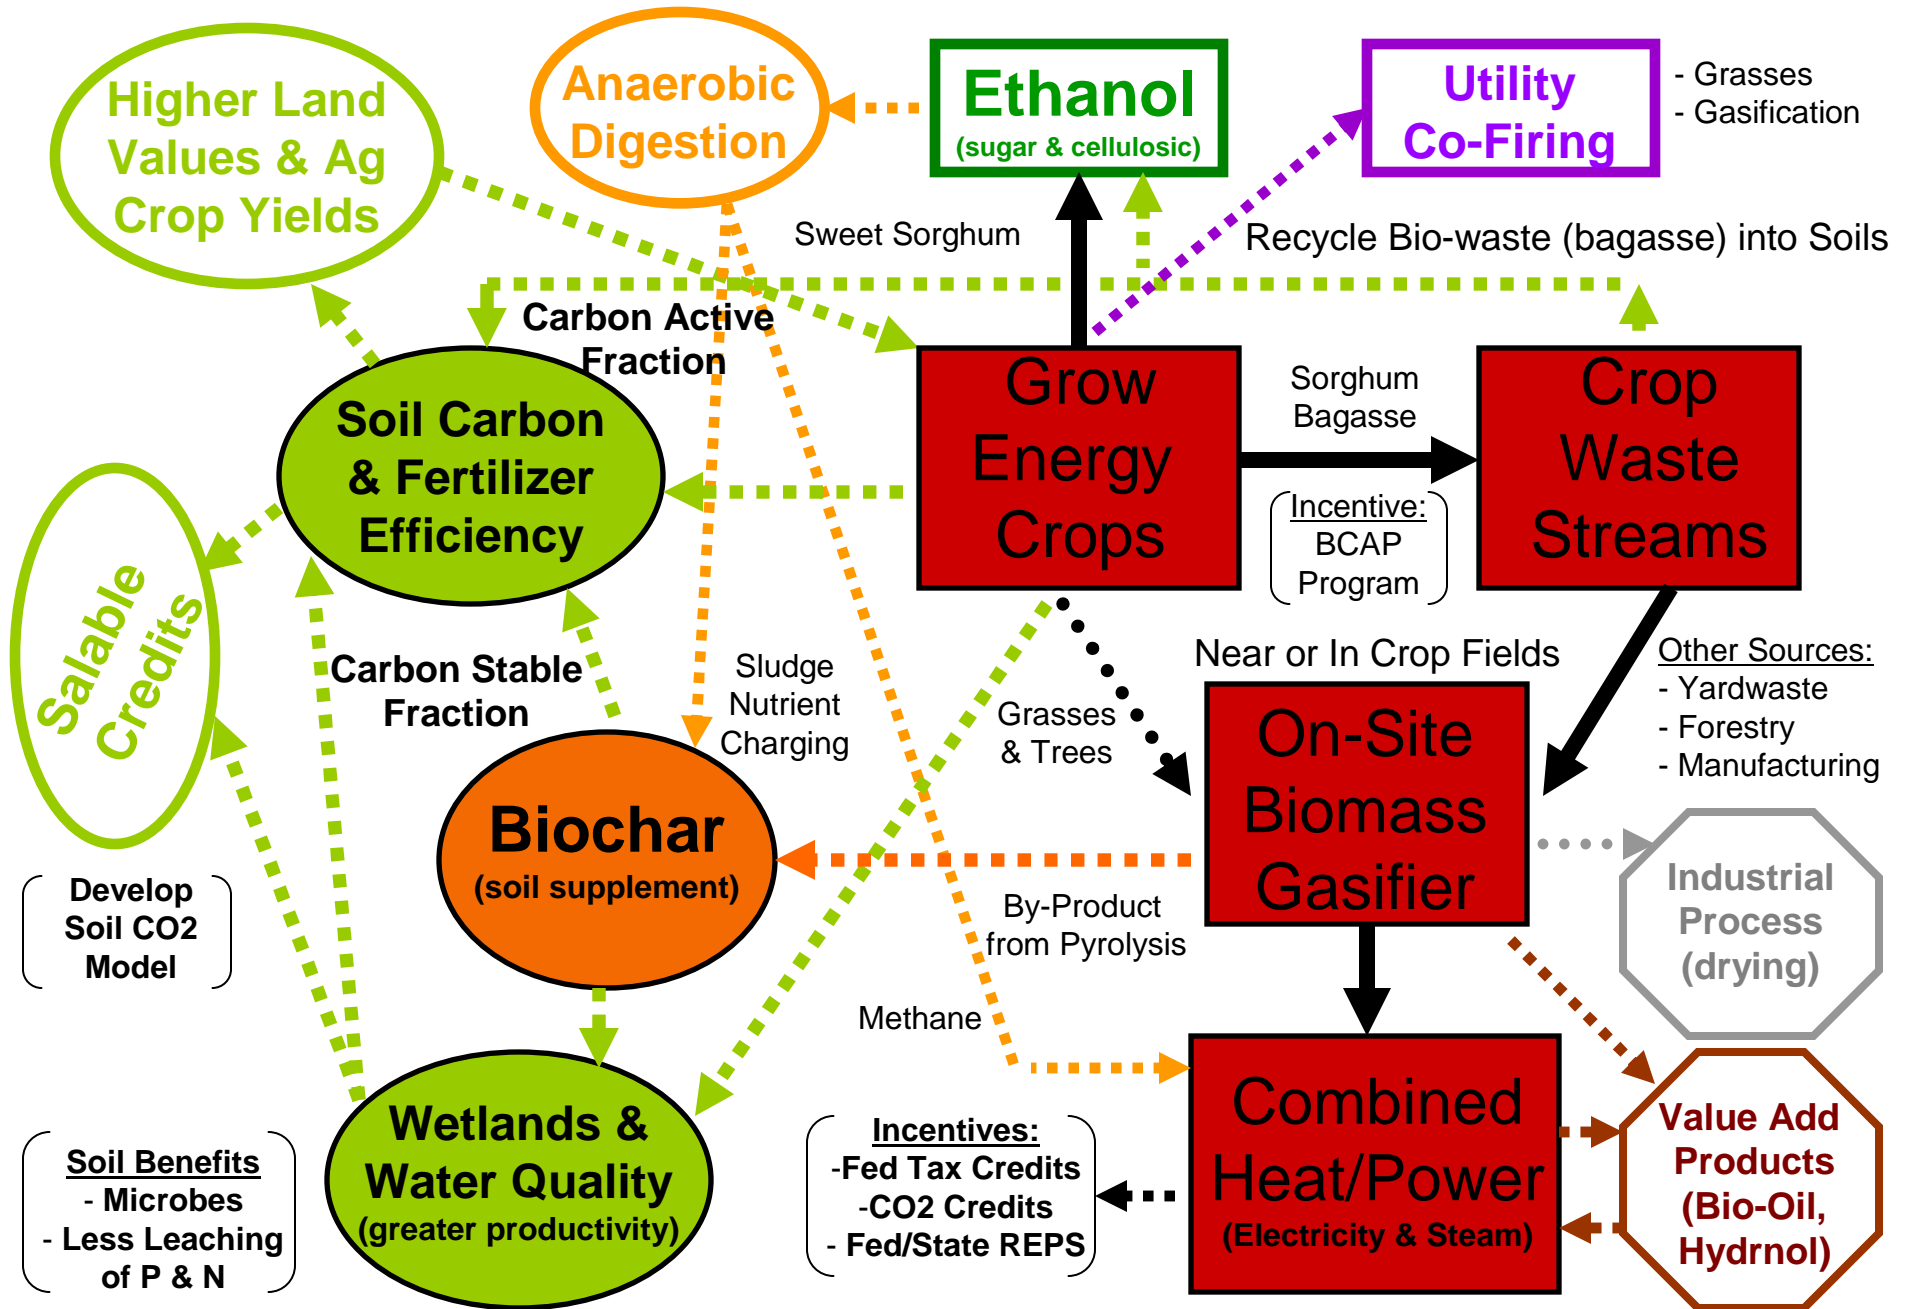 Higher Land
Values & Ag
Crop Yields
Anaerobic
Digestion
Ethanol
(sugar & cellulosic)
Utility
Co-Firing
- Grasses
- Gasification
Sweet Sorghum
Recycle Bio-waste (bagasse) into Soils
Carbon Active
Fraction
Soil Carbon
& Fertilizer
Efficiency
Grow
Energy
Crops
Sorghum
Bagasse
Incentive:
BCAP
Program
Crop
Waste
Streams
Salable
Credits
Carbon Stable
Fraction
Sludge
Nutrient
Charging
Grasses
& Trees
Near or In Crop Fields
On-Site
Biomass
Gasifier
Other Sources:
- Yardwaste
- Forestry
- Manufacturing
Biochar
(soil supplement)
By-Product
from Pyrolysis
Industrial
Process
(drying)
Develop
Soil CO2
Model
Methane
Wetlands &
Water Quality
(greater productivity)
Soil Benefits
- Microbes
- Less Leaching
of P & N
Incentives:
-Fed Tax Credits
-CO2 Credits
- Fed/State REPS
Combined
Heat/Power
(Electricity & Steam)
Value Add
Products
(Bio-Oil,
Hydrnol)